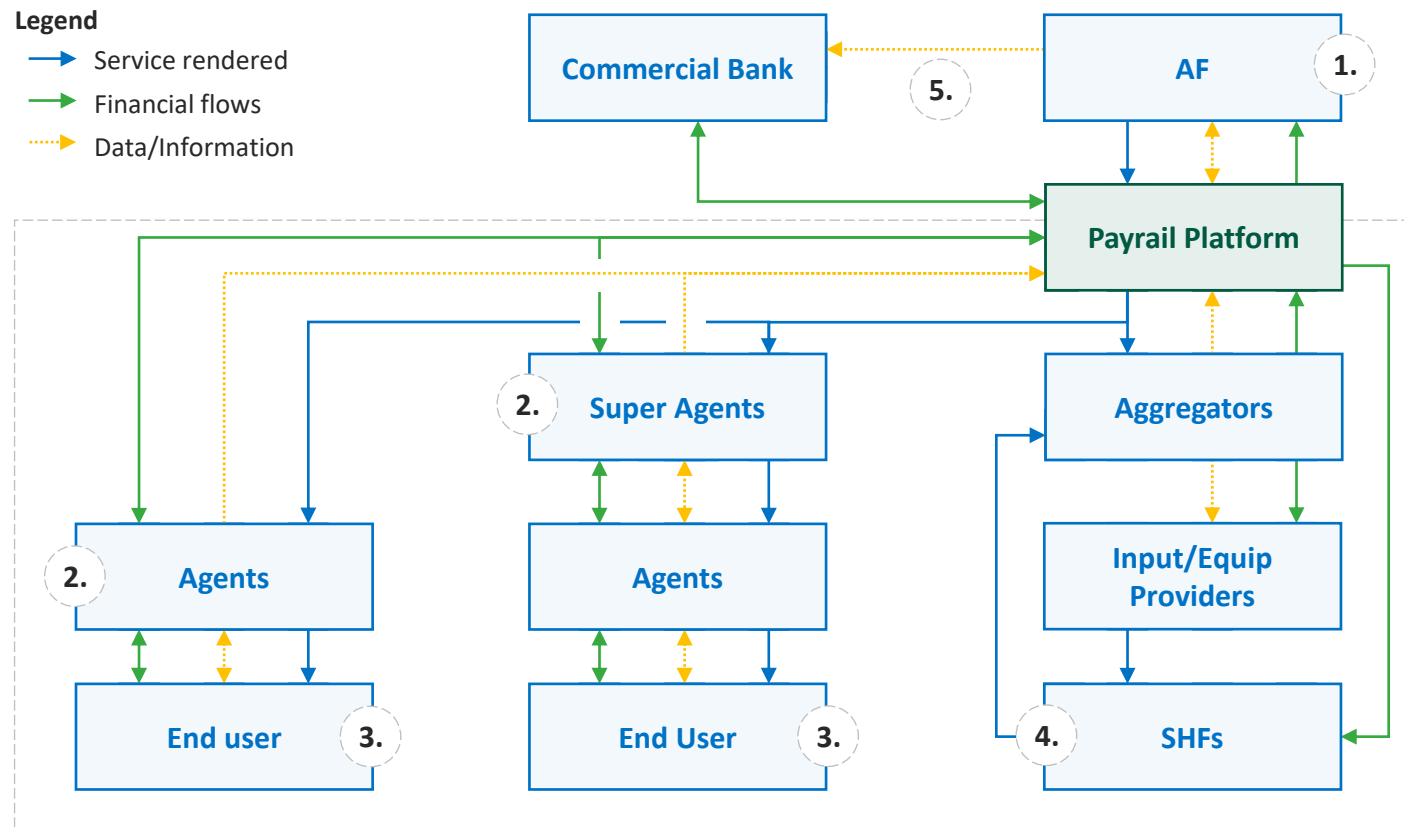 Legend
Service rendered
Financial flows
Data/Information
Commercial Bank
AF
1.
5.
Payrail Platform
2.
Super Agents
Aggregators
2.
Agents
Agents
Input/Equip
Providers
End user
3.
End User
3.
4.
SHFs